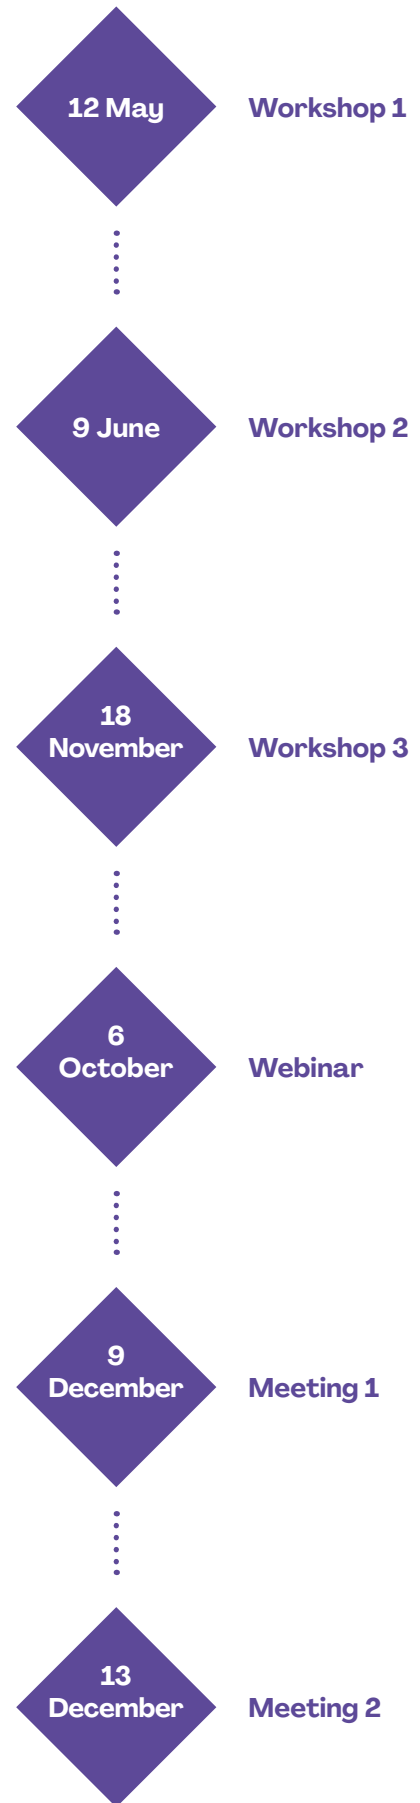 12 May
Workshop 1
9 June
Workshop 2
18
November
Workshop 3
6
October
Webinar
9
December
Meeting 1
13
December
Meeting 2